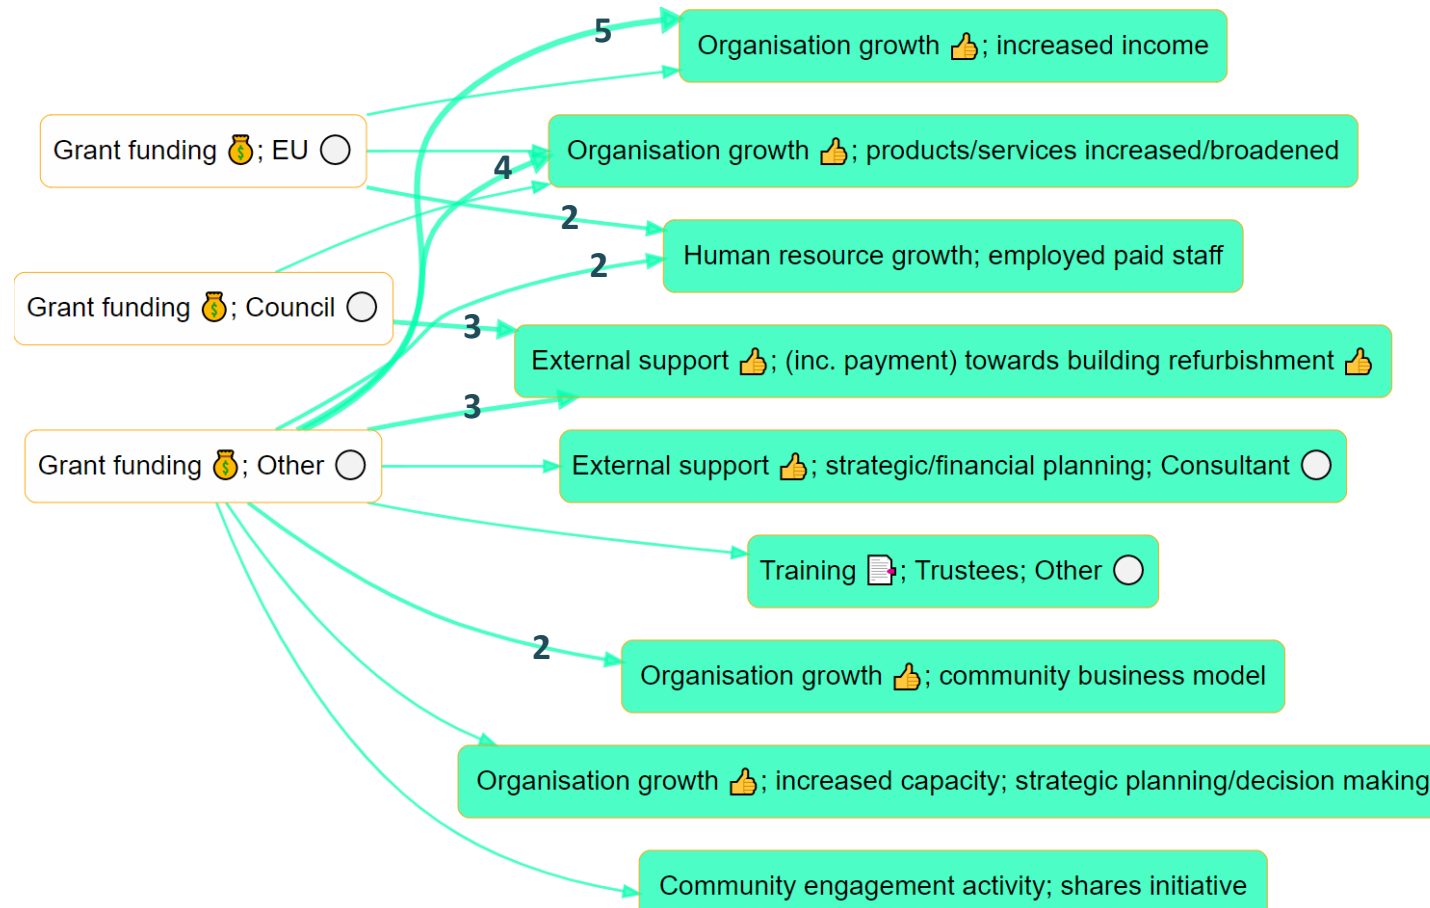 5
Organisation growth 👍; increased income
Grant funding 💰; EU ⚪
4
Organisation growth 👍; products/services increased/broadened
2
Human resource growth; employed paid staff
2
Grant funding 💰; Council ⚪
3
External support 👍; (inc. payment) towards building refurbishment 👍
3
Grant funding 💰; Other ⚪
External support 👍; strategic/financial planning; Consultant ⚪
Training 📑; Trustees; Other ⚪
2
Organisation growth 👍; community business model
Organisation growth 👍; increased capacity; strategic planning/decision making
Community engagement activity; shares initiative